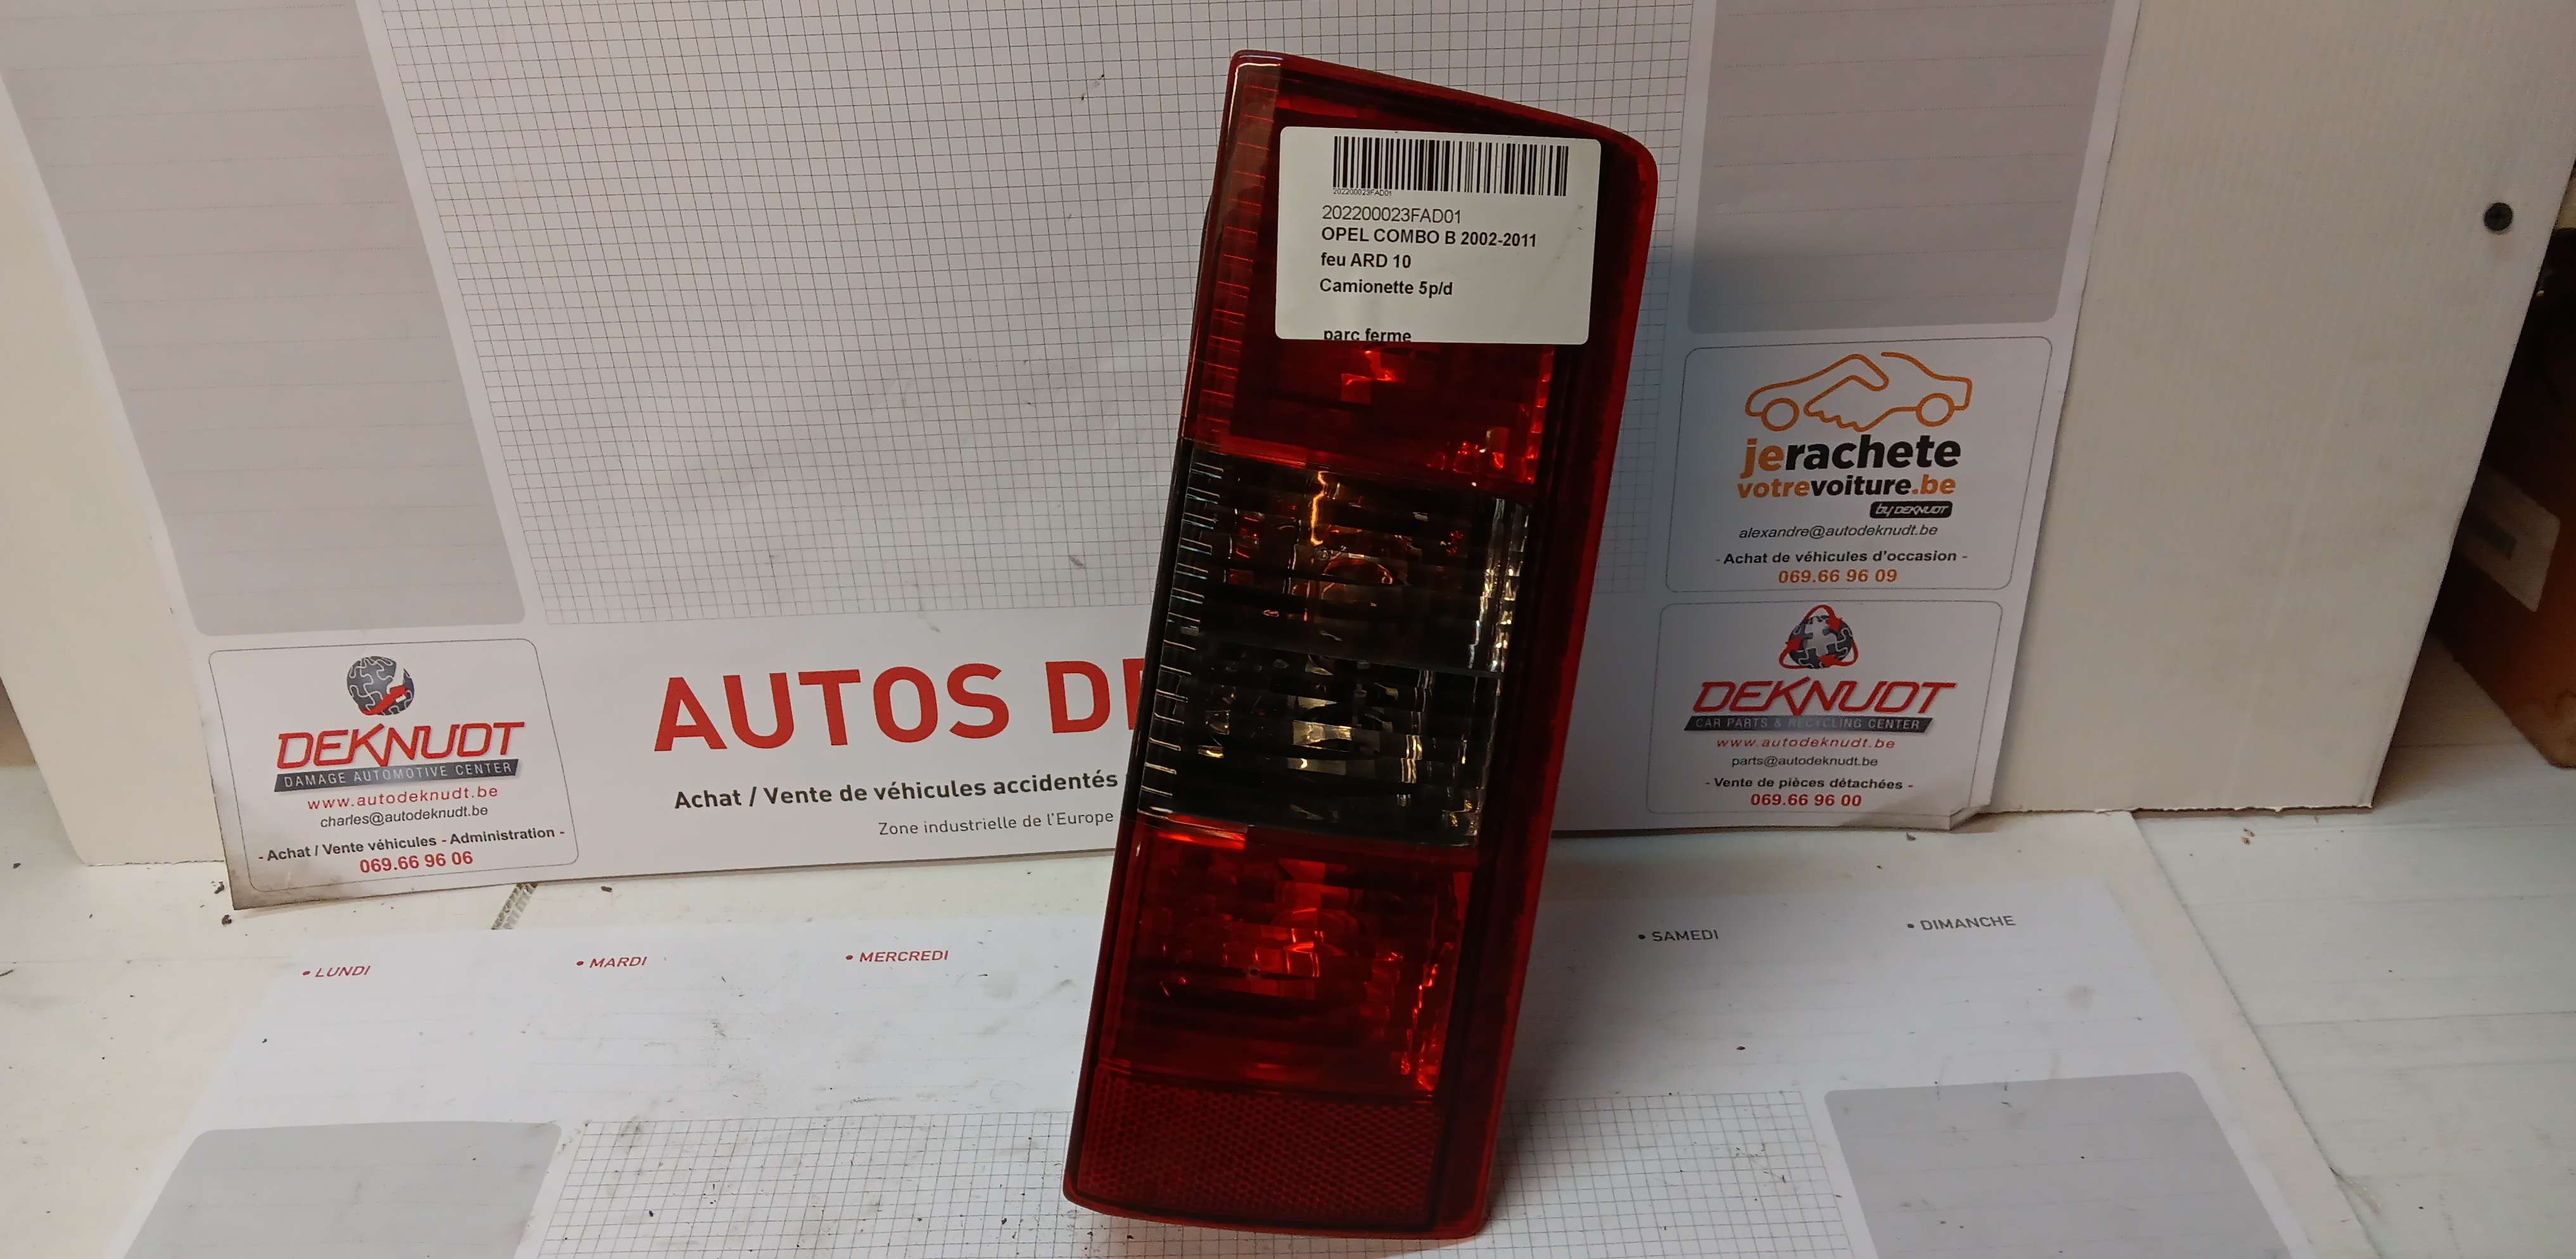 202200023FAD01
202200023FAD01
OPEL COMBO B 2002-2011
feu ARD 10
Camionette 5p/d
parc ferme
jerachete
votrevoiture.be
by DEKNUDT
alexandre@autodeknudt.be
- Achat de véhicules d'occasion -
069.66 96 09
DEKNUDT
CAR PARTS & RECYCLING CENTER
www.autodeknudt.be
parts@autodeknudt.be
- Vente de pièces détachées -
069.66 96 00
DEKNUDT
DAMAGE AUTOMOTIVE CENTER
www.autodeknudt.be
charles@autodeknudt.be
- Achat / Vente véhicules - Administration -
069.66 96 06
AUTOS DE
Achat / Vente de véhicules accidentés
Zone industrielle de l'Europe
• LUNDI
• MARDI
• MERCREDI
• SAMEDI
• DIMANCHE